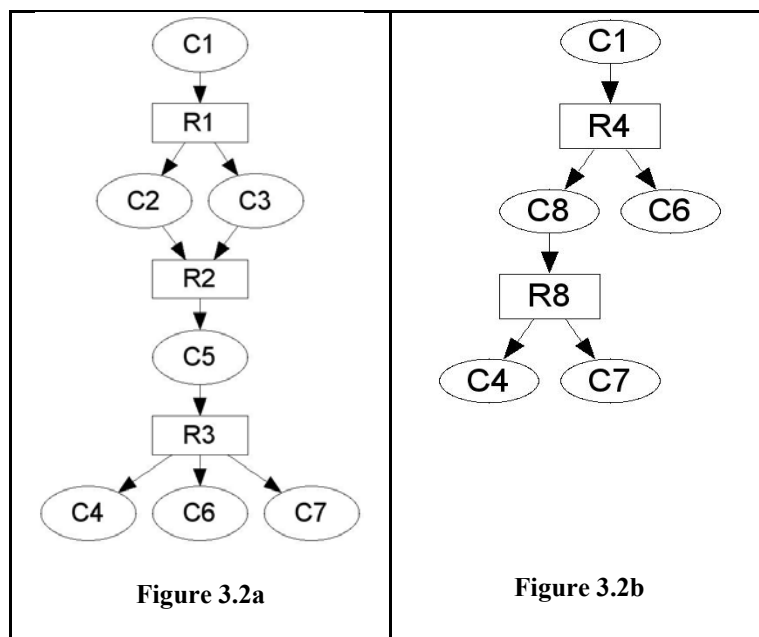 C1
R1
C2 C3
R2
C5
R3
C4 C6 C7
Figure 3.2a
C1
R4
C8 C6
R8
C4 C7
Figure 3.2b